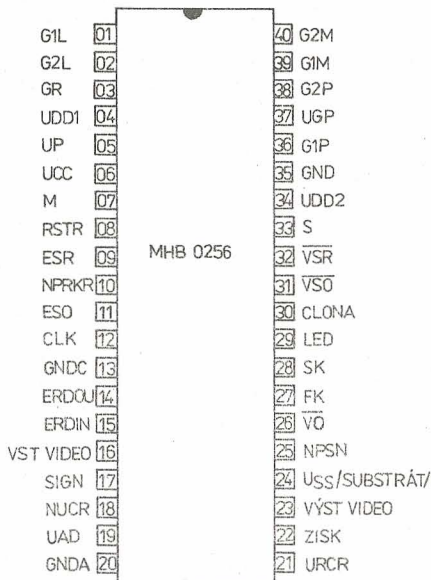 G1L 01 40 G2M
G2L 02 39 G1M
GR 03 38 G2P
UDD1 04 37 UGP
UP 05 36 G1P
UCC 06 35 GND
M 07 34 UDD2
RSTR 08 33 S
ESR 09 MHB 0256 32 VSR
NPRKR 10 31 VSO
ESO 11 30 CLONA
CLK 12 29 LED
GNDC 13 28 SK
ERDOU 14 27 FK
ERDIN 15 26 VO
VST VIDEO 16 25 NPSN
SIGN 17 24 USS/SUBSTRÁT/
NUCR 18 23 VÝST VIDEO
UAD 19 22 ZISK
GNDA 20 21 URCR